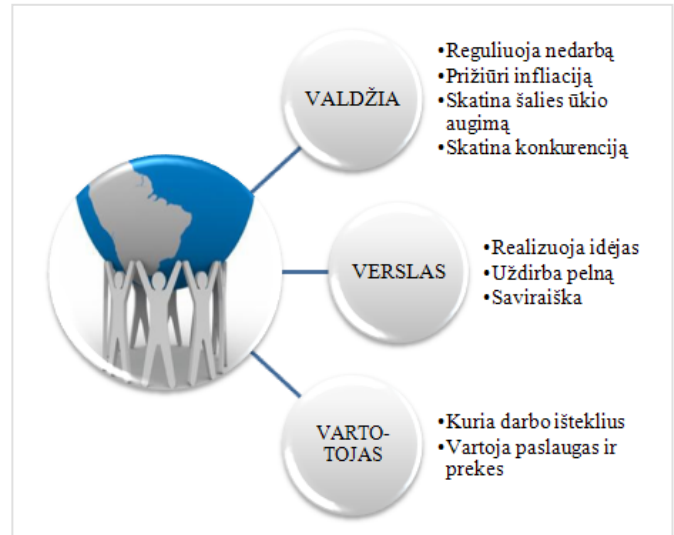 VALDŽIA
•Reguliuoja nedarbą
•Prižiūri infliaciją
•Skatina šalies ūkio
augimą
•Skatina konkurenciją
VERSLAS
•Realizuoja idėjas
•Uždirba pelną
•Saviraiška
VARTO-
TOJAS
•Kuria darbo išteklius
•Vartoja paslaugas ir
prekes